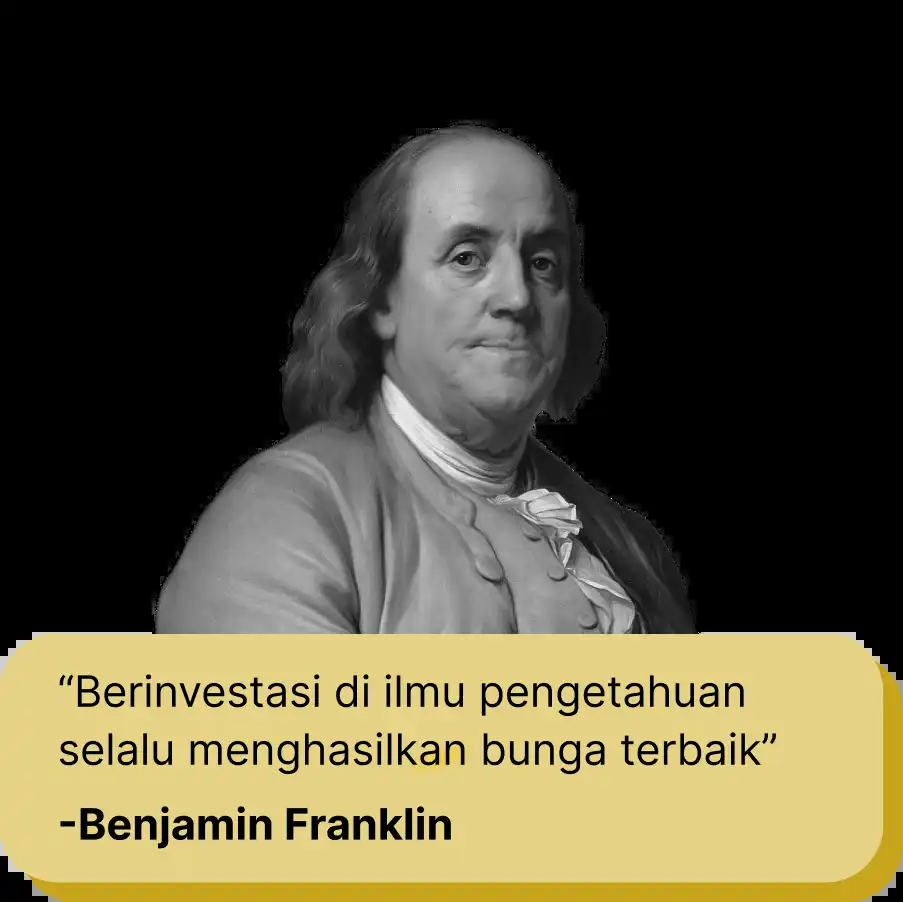 “Berinvestasi di ilmu pengetahuan
selalu menghasilkan bunga terbaik”
-Benjamin Franklin